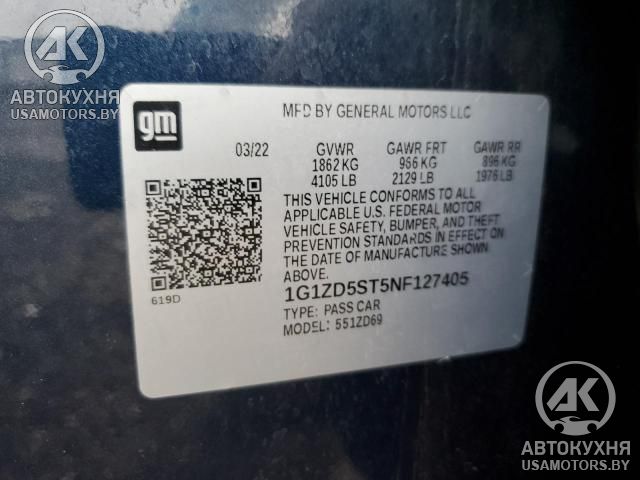 АВТОКУХНЯ
USAMOTORS.BY
gm
MFD BY GENERAL MOTORS LLC
03/22 GVWR GAWR FRT GAWR RR
1862 KG 966 KG 896 KG
4105 LB 2129 LB 1976 LB
THIS VEHICLE CONFORMS TO ALL
APPLICABLE U.S. FEDERAL MOTOR
VEHICLE SAFETY, BUMPER, AND THEFT
PREVENTION STANDARDS IN EFFECT ON
THE DATE OF MANUFACTURE SHOWN
ABOVE.
619D
1G1ZD5ST5NF127405
TYPE: PASS CAR
MODEL: 551ZD69
АК
АВТОКУХНЯ
USAMOTORS.BY